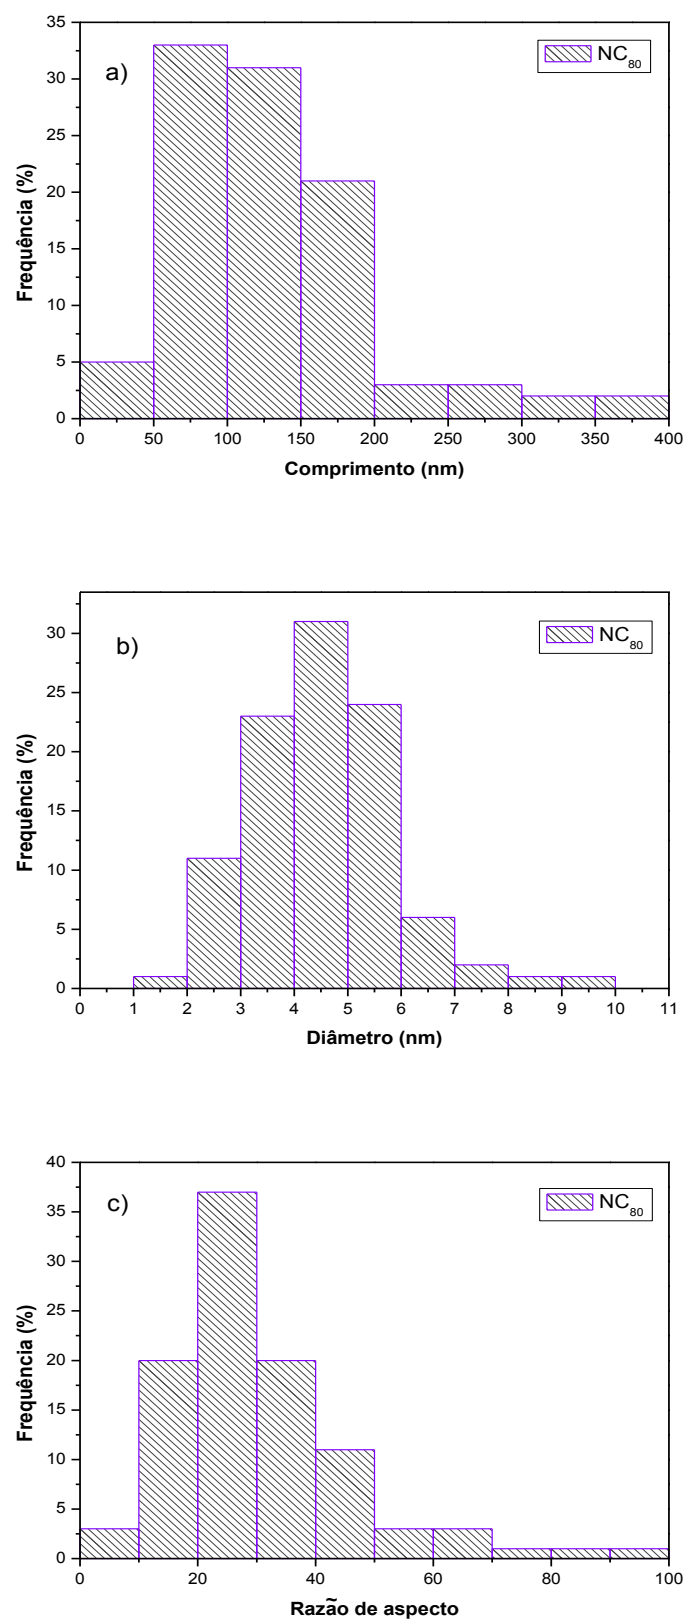 35
a)
NC80
30
25
20
15
10
5
0
Frequência (%)
0 50 100 150 200 250 300 350 400
Comprimento (nm)
b)
NC80
30
25
20
15
10
5
0
Frequência (%)
0 1 2 3 4 5 6 7 8 9 10 11
Diâmetro (nm)
40
c)
NC80
35
30
25
20
15
10
5
0
Frequência (%)
0 20 40 60 80 100
Razão de aspecto